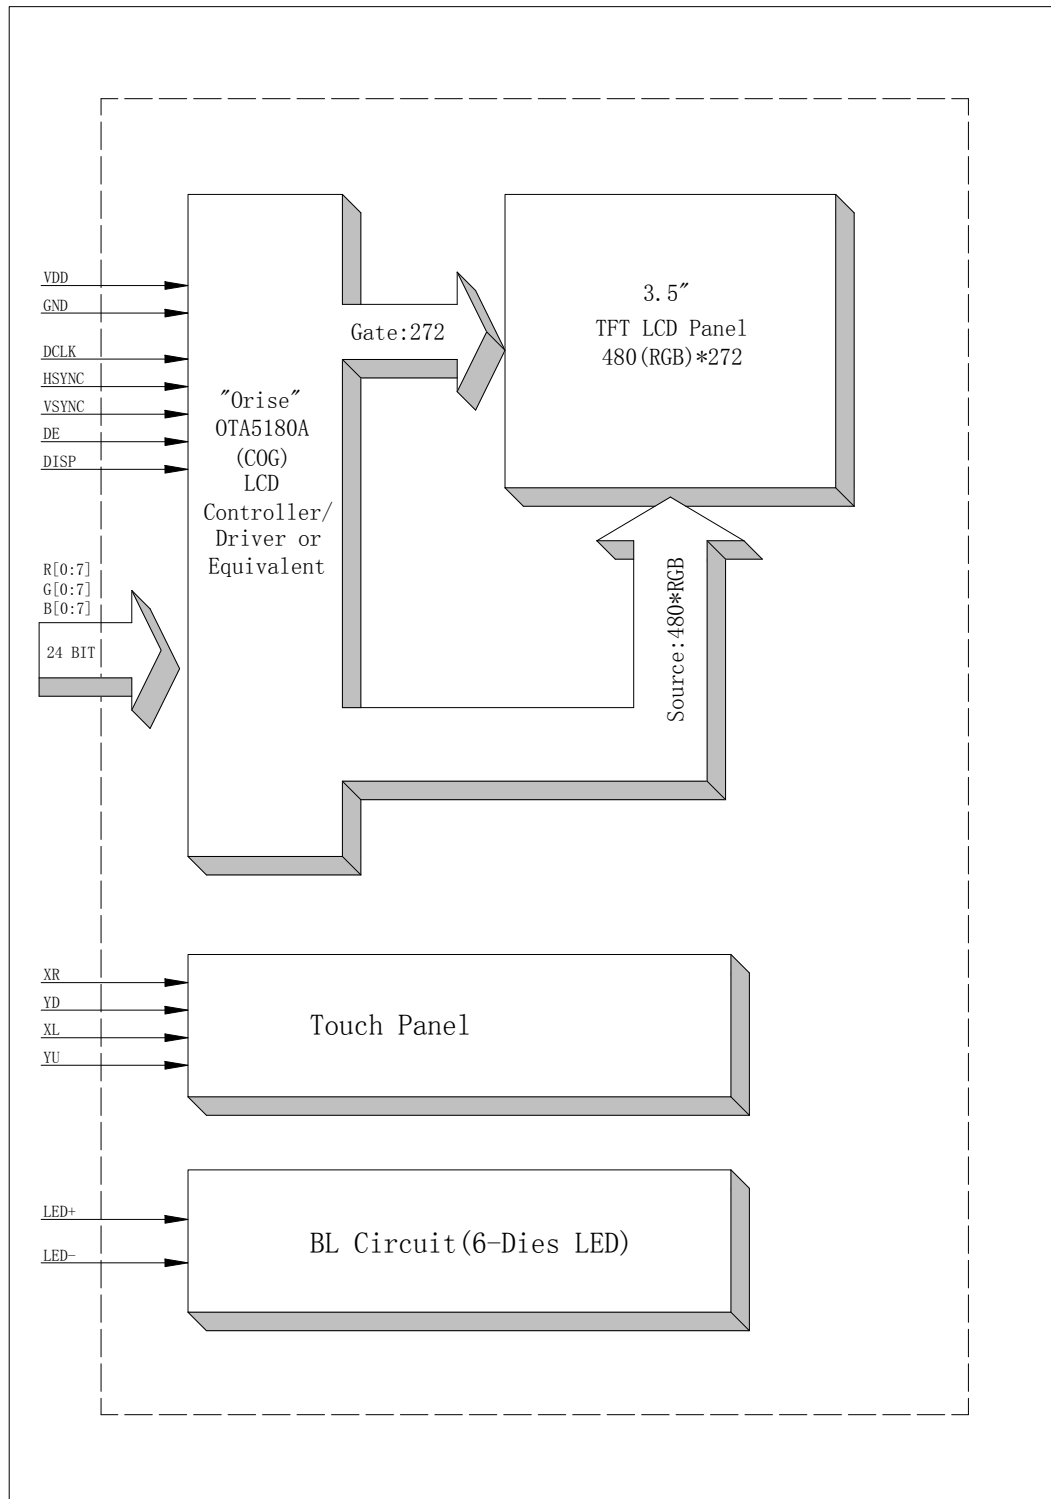 VDD
GND
DCLK
HSYNC
VSYNC
DE
DISP
R[0:7]
G[0:7]
B[0:7]
24 BIT
"Orise"
OTA5180A
(COG)
LCD
Controller/
Driver or
Equivalent
Gate:272
3.5"
TFT LCD Panel
480(RGB)*272
Source:480*RGB
XR
YD
XL
YU
Touch Panel
LED+
LED-
BL Circuit(6-Dies LED)